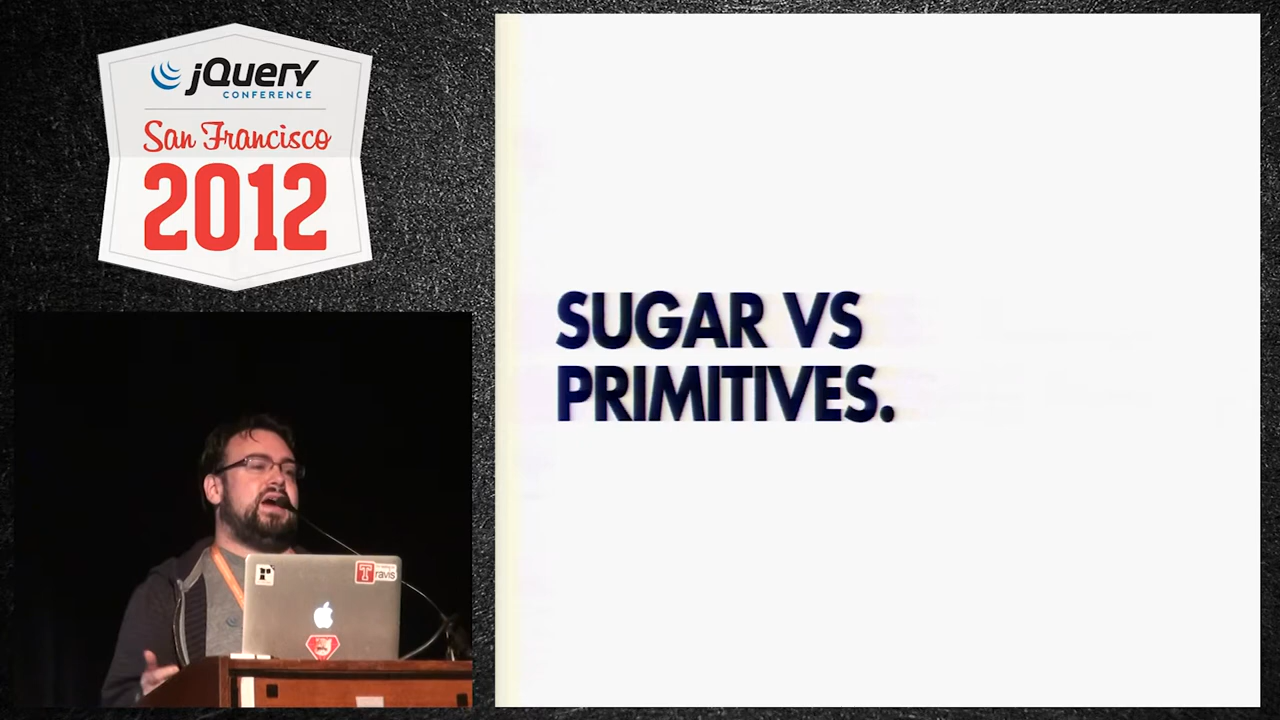 jQuery
CONFERENCE
San Francisco
2012
SUGAR VS
PRIMITIVES.
Travis